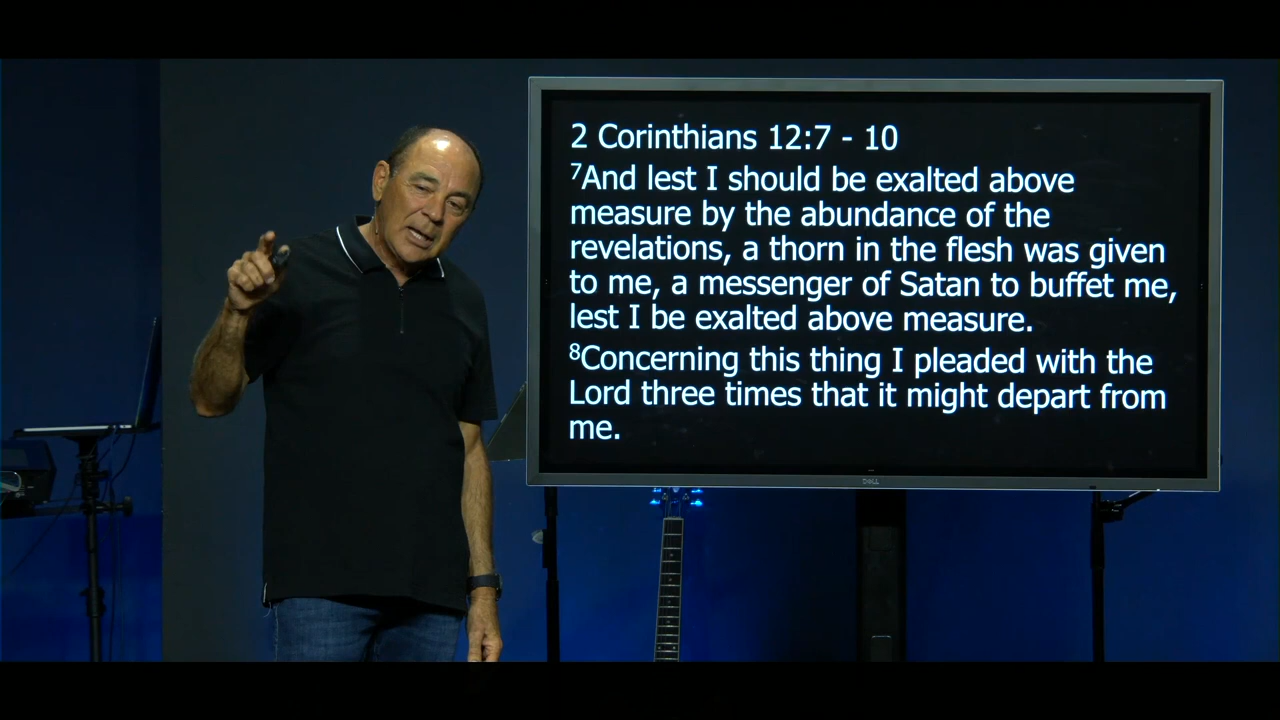 2 Corinthians 12:7 - 10
⁷And lest I should be exalted above
measure by the abundance of the
revelations, a thorn in the flesh was given
to me, a messenger of Satan to buffet me,
lest I be exalted above measure.
⁸Concerning this thing I pleaded with the
Lord three times that it might depart from
me.
DELL